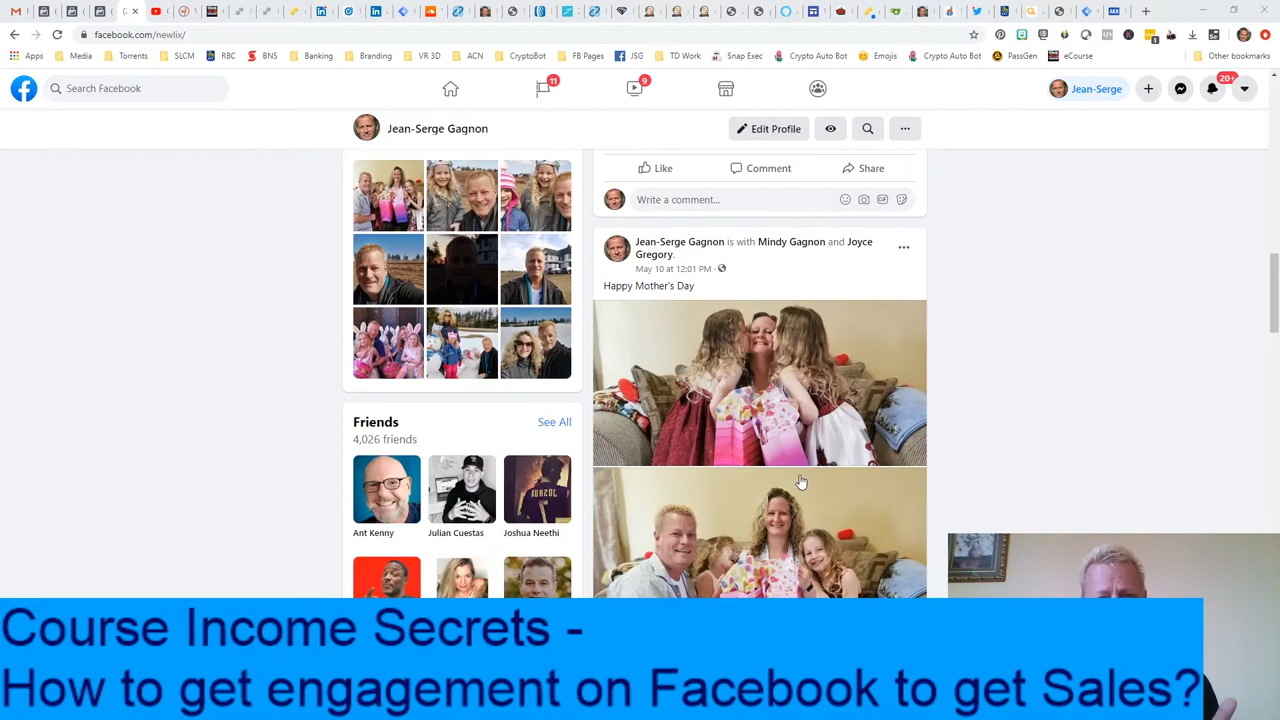 facebook.com/newlix/
Apps
Media
Torrents
SLCM
RBC
BNS
Banking
Branding
VR 3D
ACN
CryptoBot
FB Pages
JSG
TD Work
Snap Exec
Crypto Auto Bot
Emojis
Crypto Auto Bot
PassGen
eCourse
Other bookmarks
Search Facebook
11
9
Jean-Serge
20+
Jean-Serge Gagnon
Edit Profile
Like
Comment
Share
Write a comment...
GIF
Jean-Serge Gagnon is with Mindy Gagnon and Joyce
Gregory.
May 10 at 12:01 PM ·
Happy Mother's Day
Friends
See All
4,026 friends
Ant Kenny
Julian Cuestas
Joshua Neethi
Course Income Secrets -
How to get engagement on Facebook to get Sales?